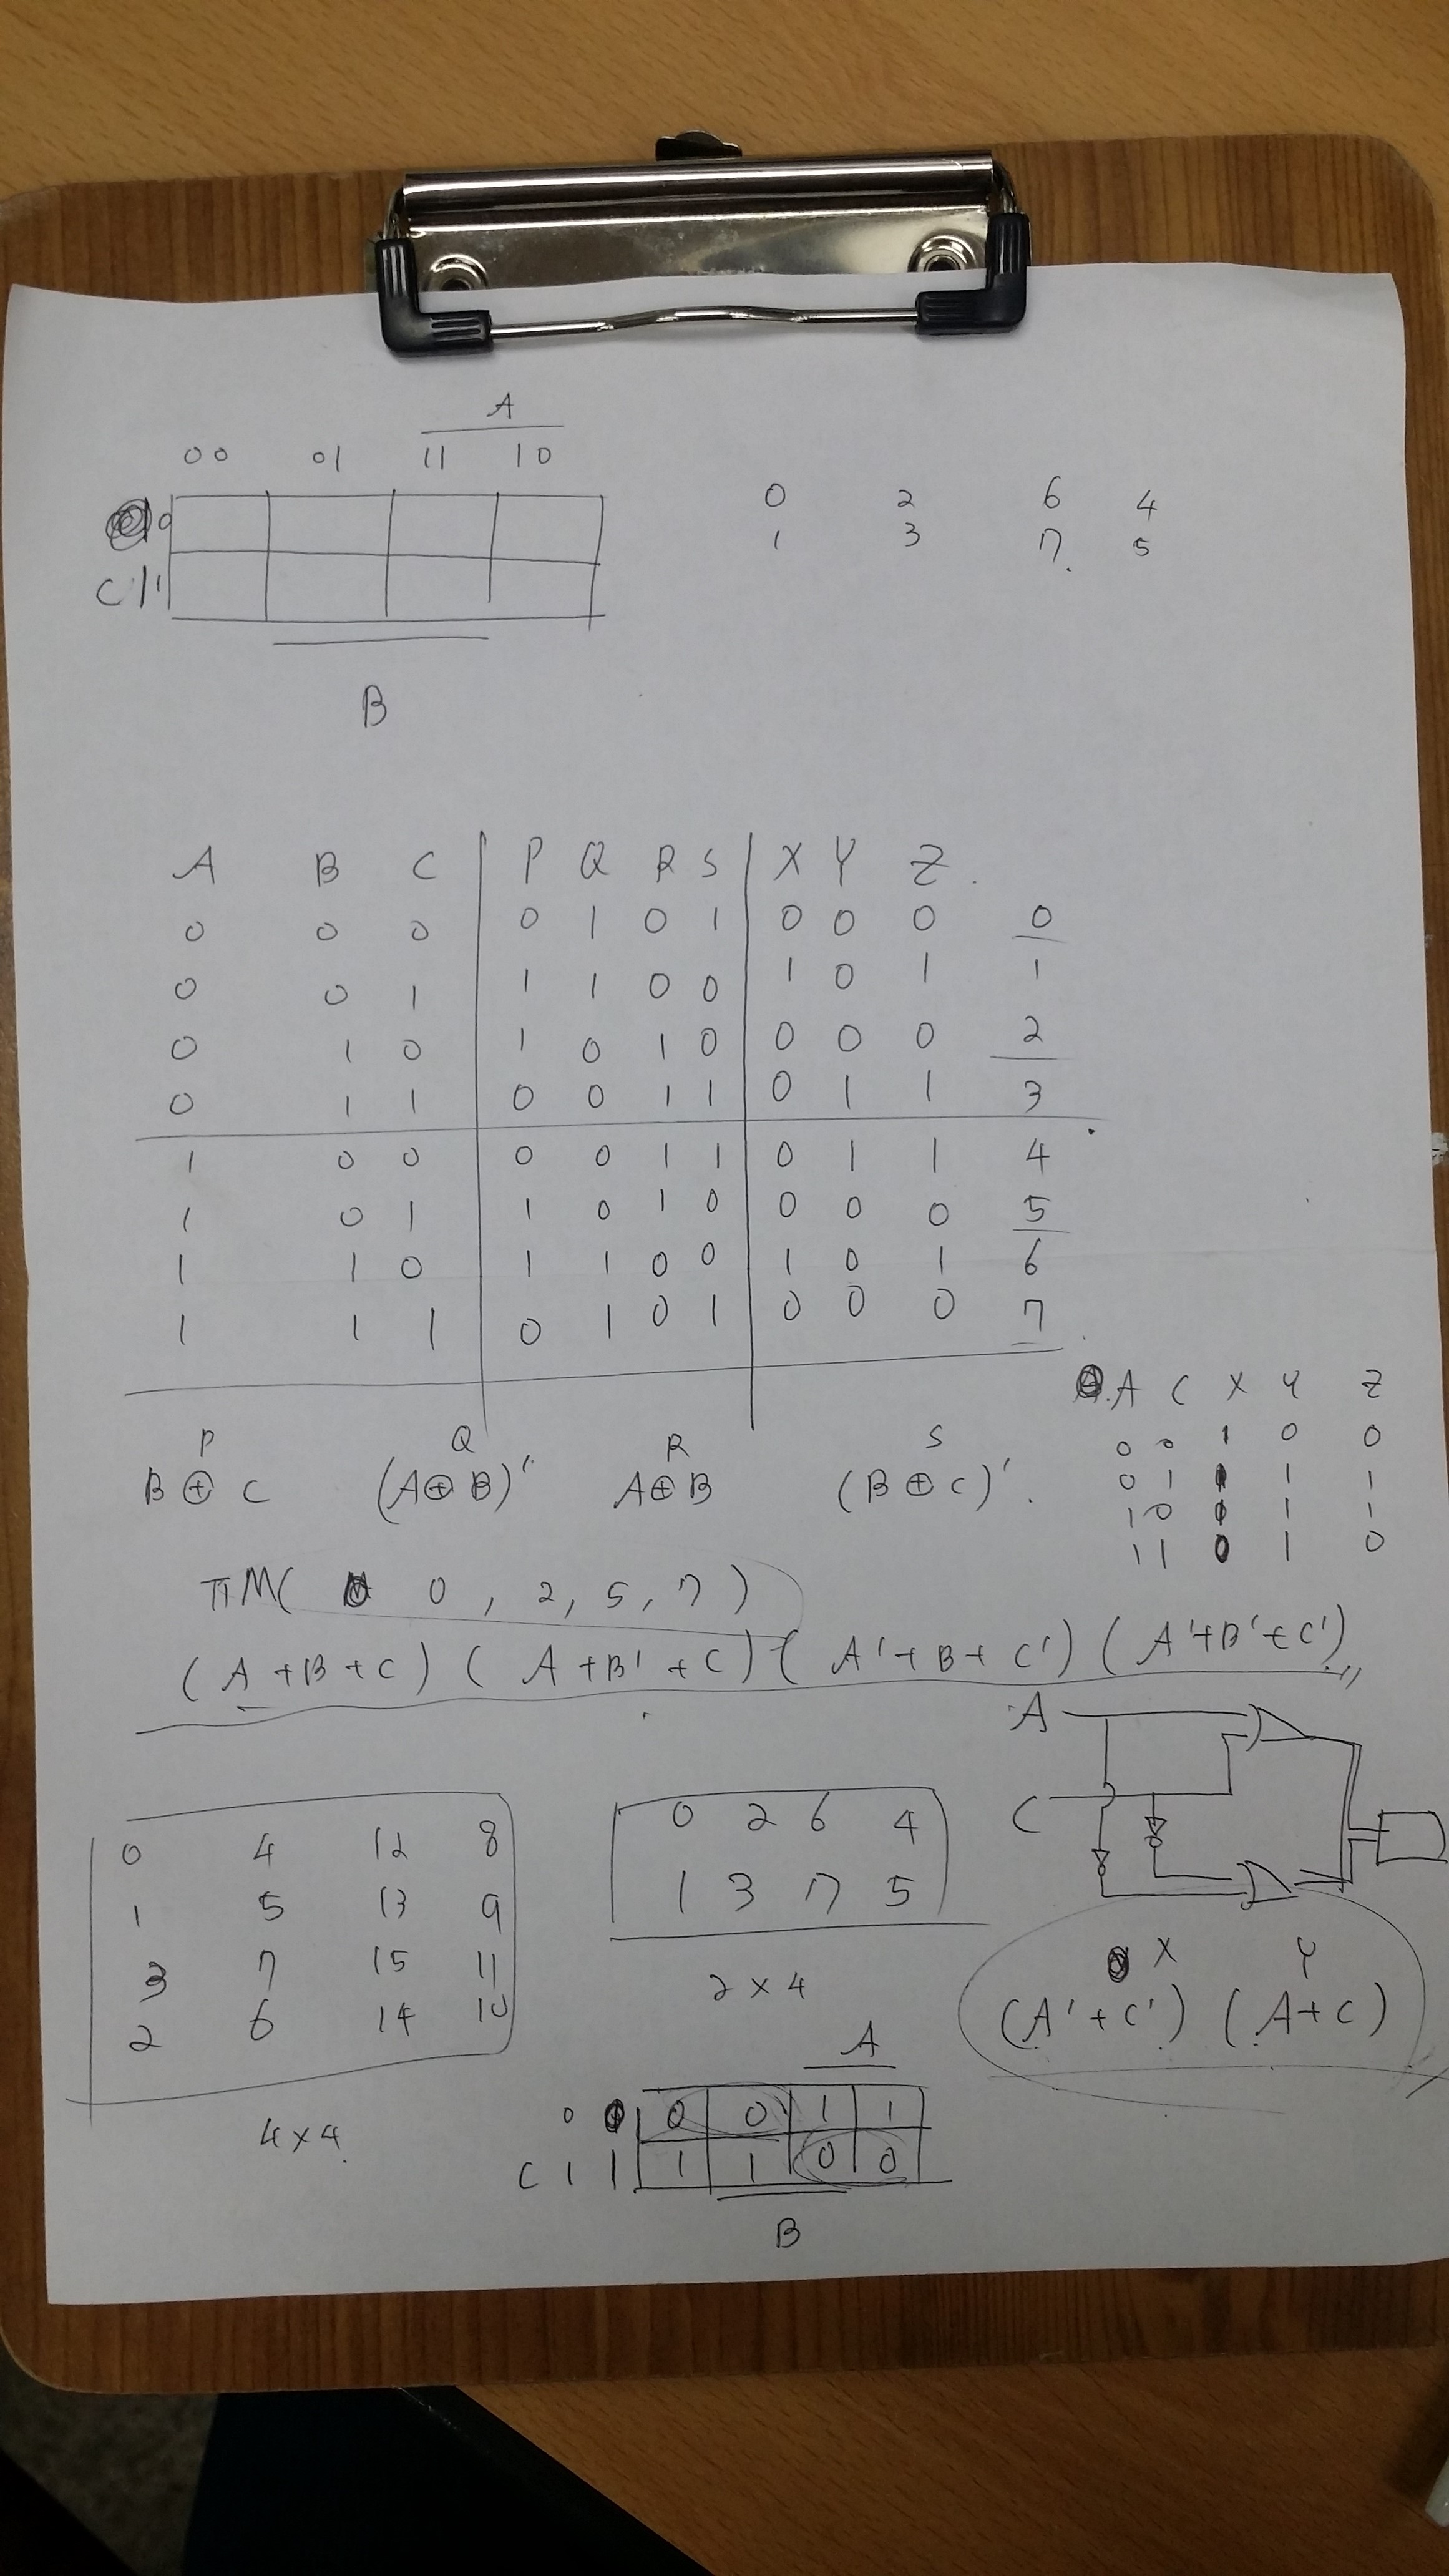 A
00 01 11 10
0
C 1
B
0 2 6 4
1 3 7 5
A B C P Q R S X Y Z
0 0 0 0 1 0 1 0 0 0 0
0 0 1 1 1 0 0 1 0 1 1
0 1 0 1 0 1 0 0 0 0 2
0 1 1 0 0 1 1 0 1 1 3
1 0 0 0 0 1 1 0 1 1 4
1 0 1 1 0 1 0 0 0 0 5
1 1 0 1 1 0 0 1 0 1 6
1 1 1 0 1 0 1 0 0 0 7
P Q R S
B ⊕ C (A⊕B)' A⊕B (B⊕C)'.
A C X Y Z
0 0 1 0 0
0 1 1 1
1 0 1 1
1 1 0 1 0
πM( 0, 2, 5, 7)
(A+B+C) (A+B'+C) (A'+B+C') (A'+B'+C')
A
C
0 4 12 8
1 5 13 9
3 7 15 11
2 6 14 10
4x4
0 2 6 4
1 3 7 5
2x4
X Y
(A'+C') (A+C)
A
0 0 0 1 1
C 1 1 1 1 0 0
B